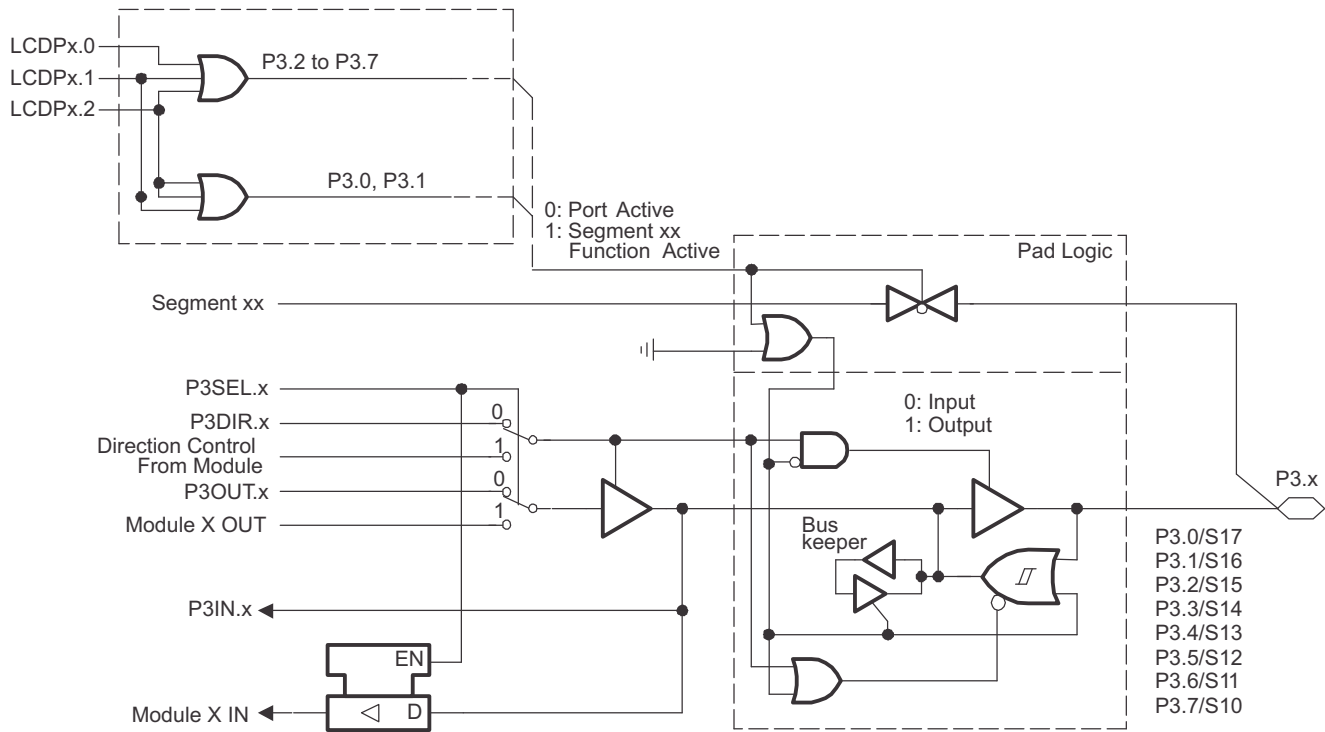 LCDPx.0
LCDPx.1
LCDPx.2
P3.2 to P3.7
P3.0, P3.1
0: Port Active
1: Segment xx
Function Active
Pad Logic
Segment xx
P3SEL.x
P3DIR.x
0
Direction Control
From Module
1
P3OUT.x
0
Module X OUT
1
0: Input
1: Output
Bus
keeper
P3.x
P3IN.x
EN
D
Module X IN
P3.0/S17
P3.1/S16
P3.2/S15
P3.3/S14
P3.4/S13
P3.5/S12
P3.6/S11
P3.7/S10